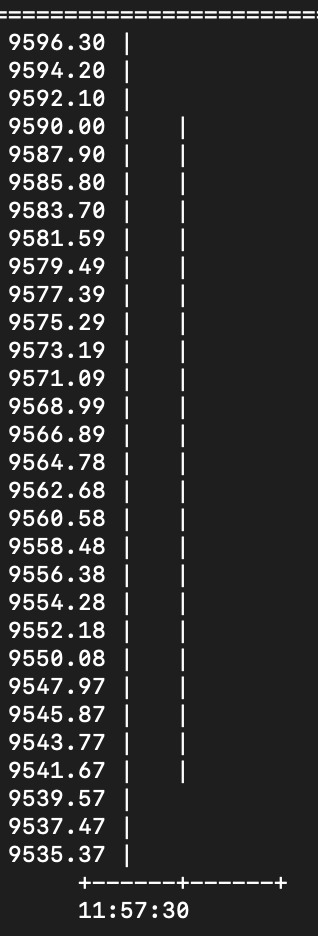 =======================
9596.30 |
9594.20 |
9592.10 |
9590.00 |   |
9587.90 |   |
9585.80 |   |
9583.70 |   |
9581.59 |   |
9579.49 |   |
9577.39 |   |
9575.29 |   |
9573.19 |   |
9571.09 |   |
9568.99 |   |
9566.89 |   |
9564.78 |   |
9562.68 |   |
9560.58 |   |
9558.48 |   |
9556.38 |   |
9554.28 |   |
9552.18 |   |
9550.08 |   |
9547.97 |   |
9545.87 |   |
9543.77 |   |
9541.67 |   |
9539.57 |
9537.47 |
9535.37 |
     +------+------+
     11:57:30